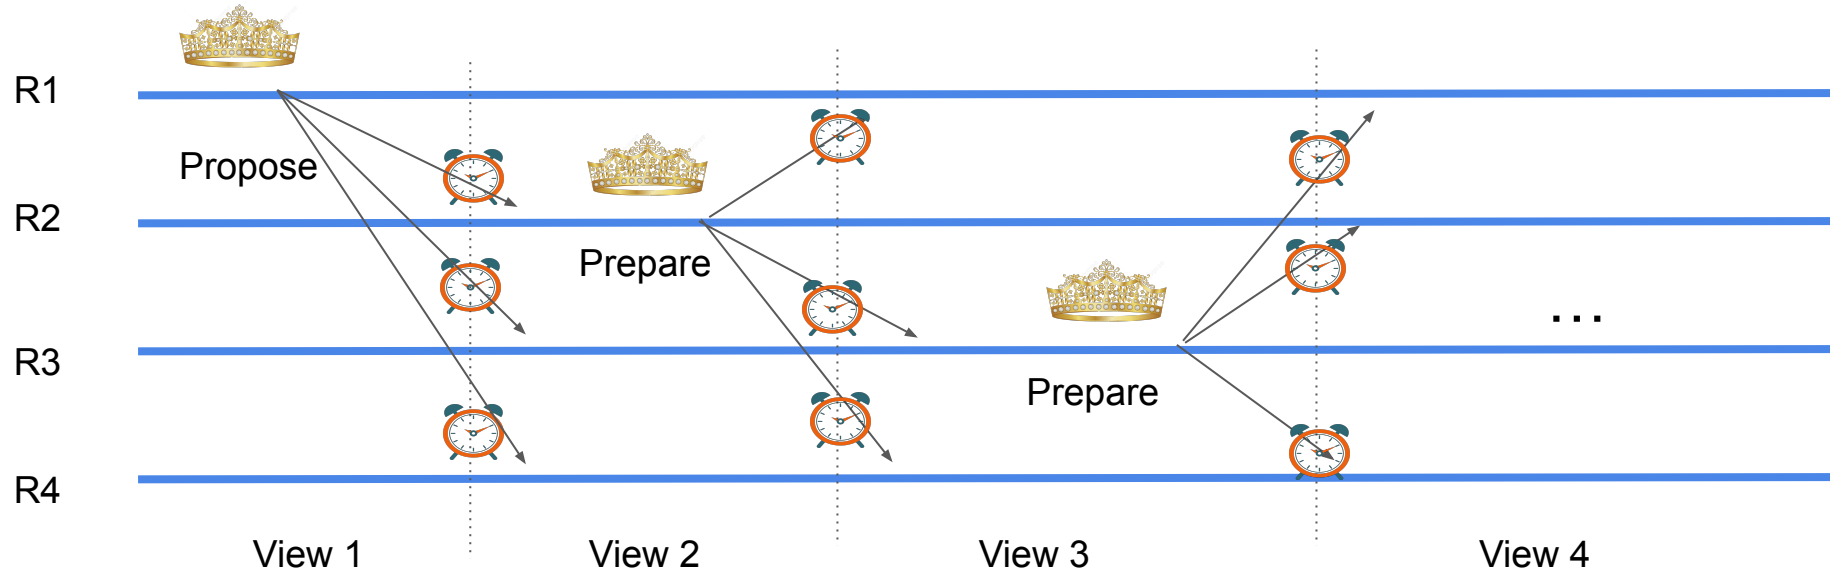 R1
Propose
R2
Prepare
R3
Prepare
...
R4
View 1
View 2
View 3
View 4